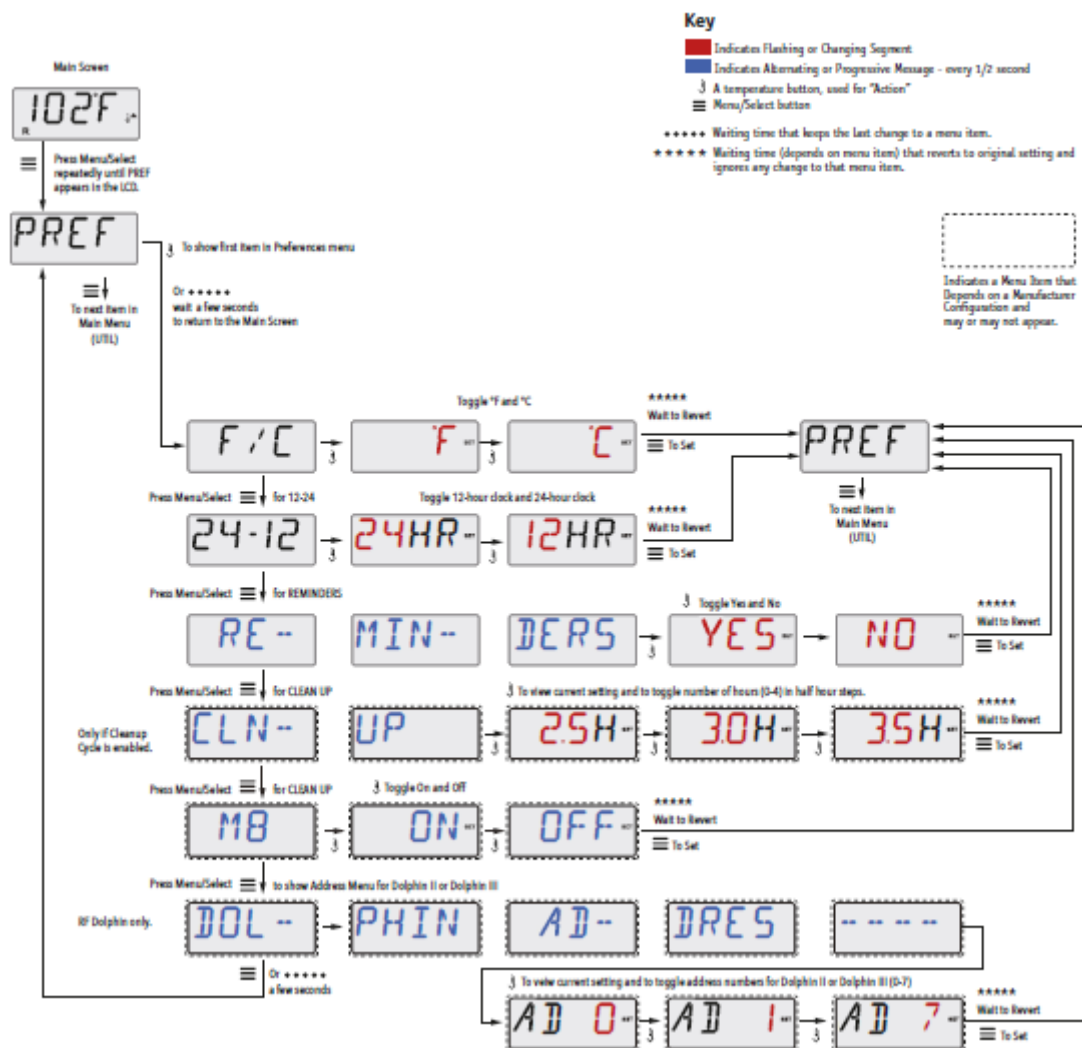 Key
Indicates Flashing or Changing Segment
Indicates Alternating or Progressive Message - every 1/2 second
A temperature button, used for "Action"
Menu/Select button
+++++ Waiting time that keeps the last change to a menu item.
***** Waiting time (depends on menu item) that reverts to original setting and
ignores any change to that menu item.
Indicates a Menu Item that
Depends on a Manufacturer
Configuration and
may or may not appear.
Main Screen
102°F
R
Press Menu/Select
repeatedly until PREF
appears in the LCD.
PREF
To show first item in Preferences menu
To next item in
Main Menu
(UTIL)
Or +++++
wait a few seconds
to return to the Main Screen
Toggle °F and °C
F/C
°F SET
°C SET
*****
Wait to Revert
To Set
PREF
To next item in
Main Menu
(UTIL)
Press Menu/Select for 12-24
Toggle 12-hour clock and 24-hour clock
24-12
24HR
12HR
*****
Wait to Revert
To Set
Press Menu/Select for REMINDERS
Toggle Yes and No
RE--
MIN--
DERS
YES
NO
*****
Wait to Revert
To Set
Press Menu/Select for CLEAN UP
To view current setting and to toggle number of hours (0-4) in half hour steps.
Only if Cleanup
Cycle is enabled.
CLN--
UP
2.5H
3.0H
3.5H
*****
Wait to Revert
To Set
Press Menu/Select for CLEAN UP
Toggle On and Off
M8
ON
OFF
*****
Wait to Revert
To Set
Press Menu/Select to show Address Menu for Dolphin II or Dolphin III
RF Dolphin only.
DOL--
PHIN
AD--
DRES
----
Or +++++
a few seconds
To veiw current setting and to toggle address numbers for Dolphin II or Dolphin III (0-7)
AD 0
AD 1
AD 7
*****
Wait to Revert
To Set